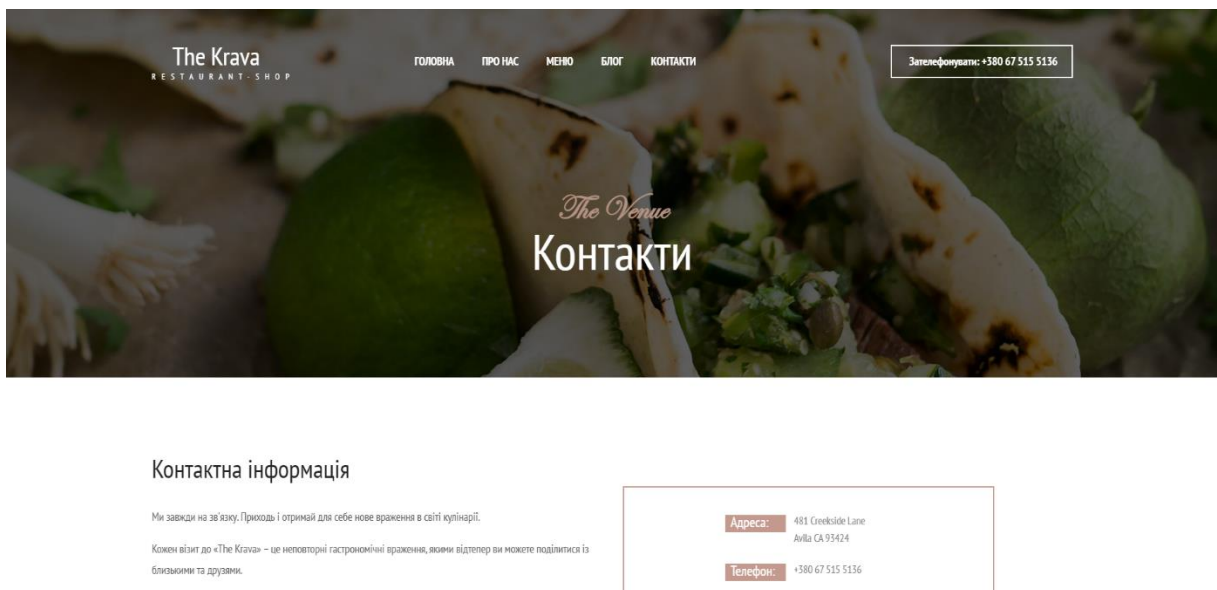 The Krava
RESTAURANT-SHOP
ГОЛОВНА ПРО НАС МЕНЮ БЛОГ КОНТАКТИ
Зателефонувати: +380 67 515 5136
The Venue
Контакти
Контактна інформація
Ми завжди на зв'язку. Приходь і отримай для себе нове враження в світі кулінарії.
Кожен візит до «The Krava» – це неповторні гастрономічні враження, якими відтепер ви можете поділитися із
близькими та друзями.
Адреса: 481 Creekside Lane
Avila CA 93424
Телефон: +380 67 515 5136